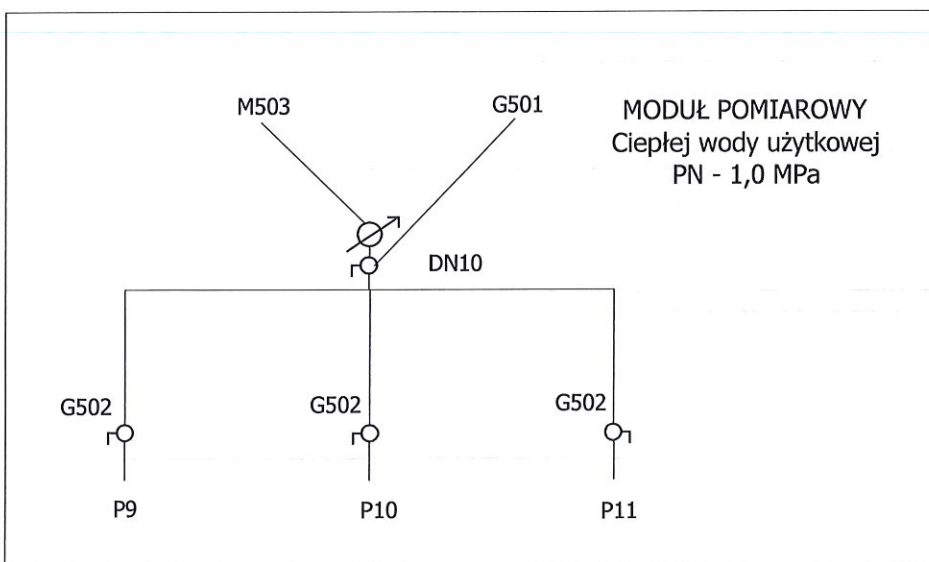 M503
G501
MODUŁ POMIAROWY
Ciepłej wody użytkowej
PN - 1,0 MPa
DN10
G502
G502
G502
P9
P10
P11